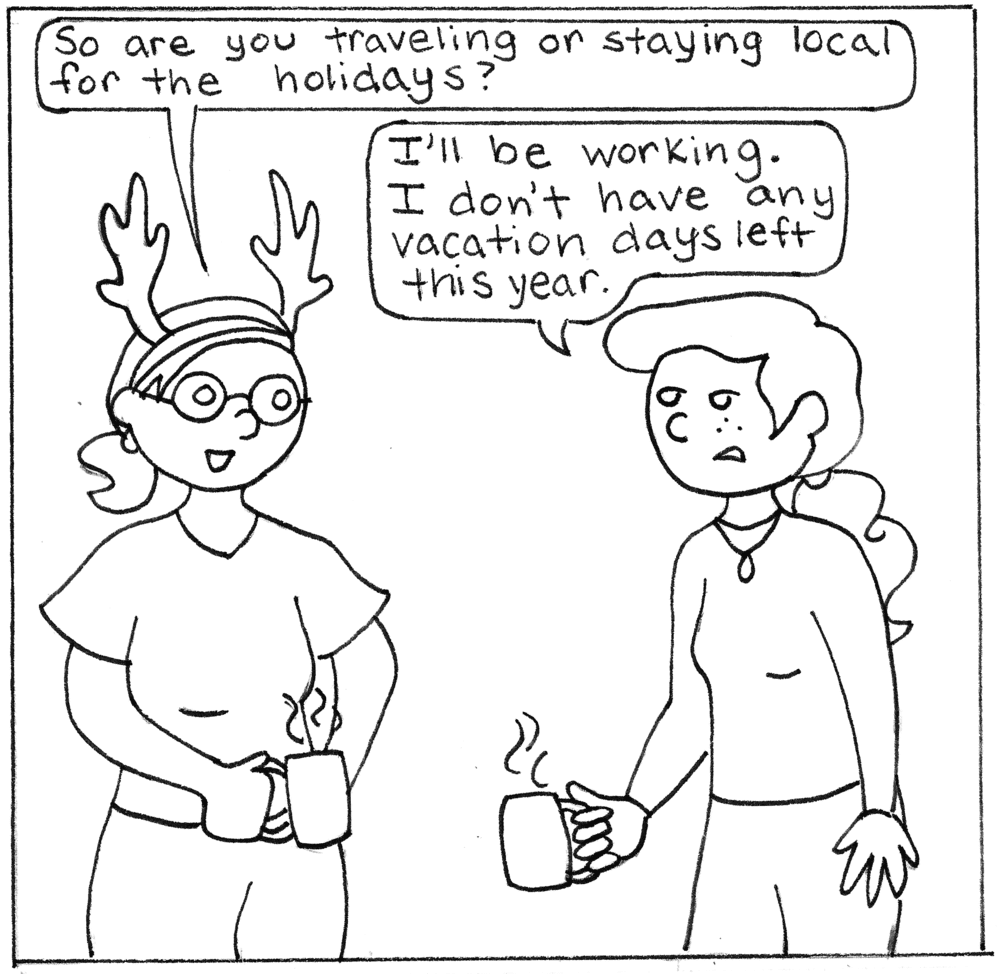 So are you traveling or staying local
for the holidays?
I'll be working.
I don't have any
vacation days left
this year.